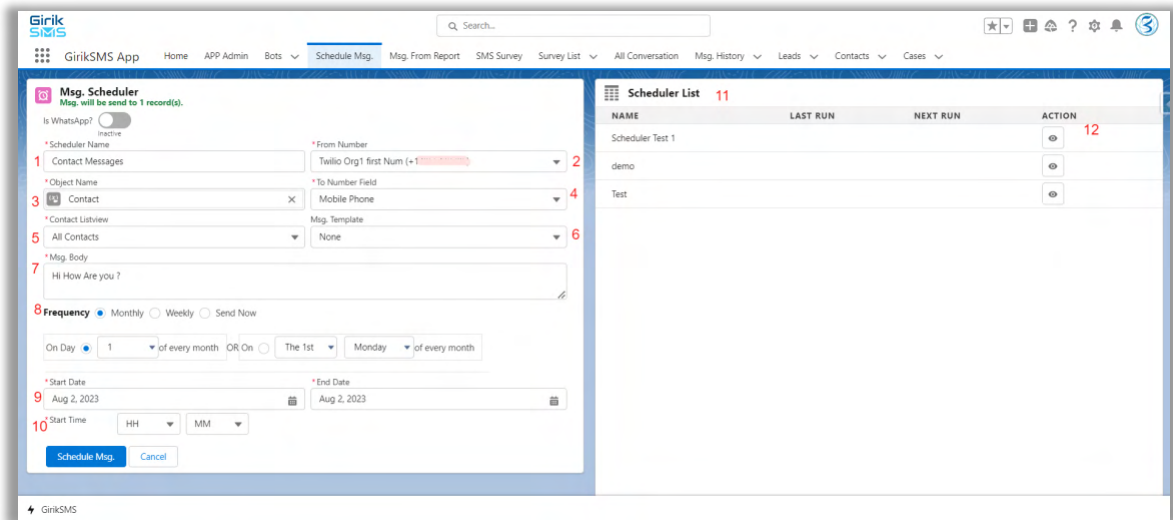 Girik
SMS
Search...
GirikSMS App Home APP Admin Bots Schedule Msg. Msg. From Report SMS Survey Survey List All Conversation Msg. History Leads Contacts Cases
Msg. Scheduler
Msg. will be send to 1 record(s).
Is WhatsApp?
Inactive
*Scheduler Name *From Number
1 Contact Messages Twilio Org1 first Num (+1 2
*Object Name *To Number Field
3 Contact Mobile Phone 4
*Contact Listview Msg. Template
5 All Contacts None 6
*Msg. Body
7 Hi How Are you ?
8 Frequency Monthly Weekly Send Now
On Day 1 of every month OR On The 1st Monday of every month
*Start Date *End Date
9 Aug 2, 2023 Aug 2, 2023
10 *Start Time HH MM
Schedule Msg. Cancel
Scheduler List 11
NAME LAST RUN NEXT RUN ACTION
Scheduler Test 1 12
demo
Test
GirikSMS